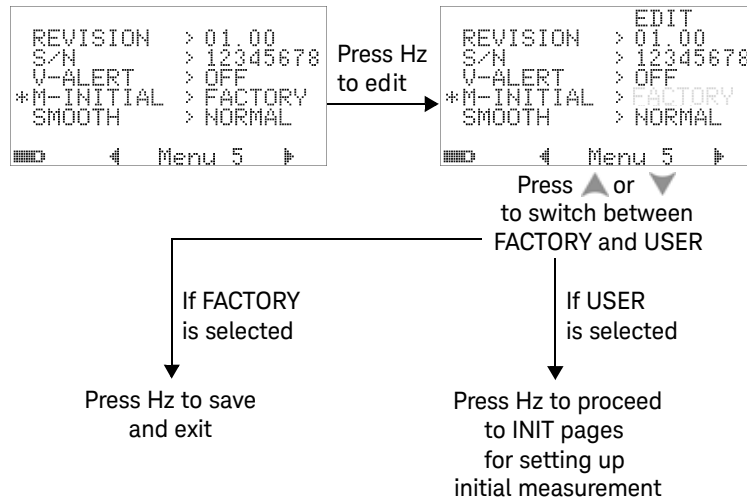 REVISION > 01.00
S/N > 12345678
V-ALERT > OFF
*M-INITIAL > FACTORY
SMOOTH > NORMAL
Menu 5
Press Hz
to edit
EDIT
REVISION > 01.00
S/N > 12345678
V-ALERT > OFF
*M-INITIAL > FACTORY
SMOOTH > NORMAL
Menu 5
Press ▲ or ▼
to switch between
FACTORY and USER
If FACTORY
is selected
If USER
is selected
Press Hz to save
and exit
Press Hz to proceed
to INIT pages
for setting up
initial measurement